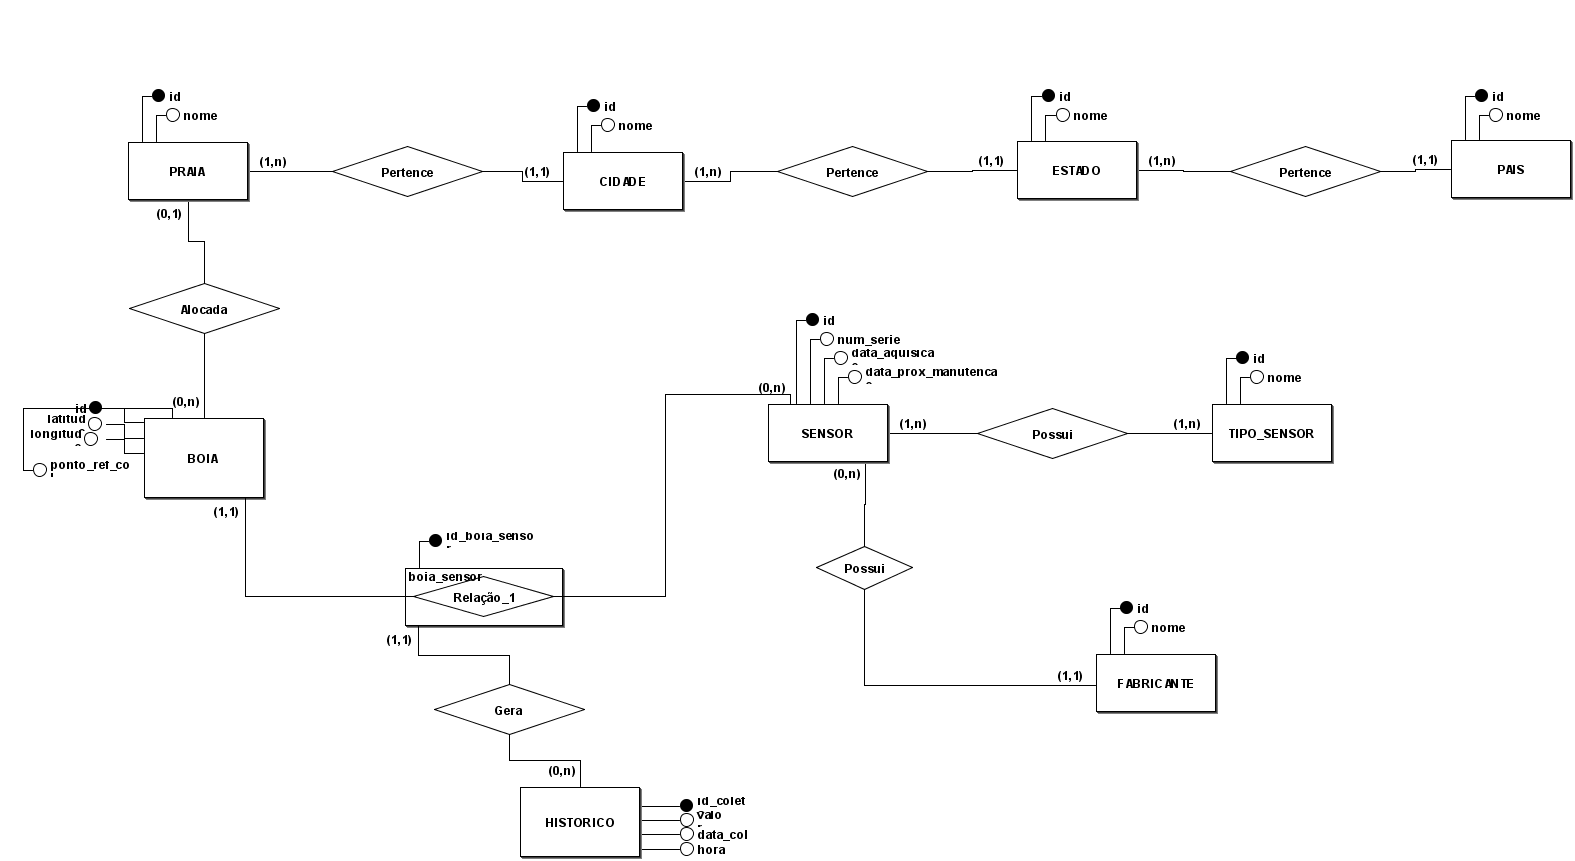 id
nome
id
nome
id
nome
id
nome
PRAIA
(1,n)
Pertence
(1,1)
CIDADE
(1,n)
Pertence
(1,1)
ESTADO
(1,n)
Pertence
(1,1)
PAIS
(0,1)
Alocada
(0,n)
id
latitud
longitud
ponto_ref_co
BOIA
(1,1)
id
num_serie
data_aquisica
data_prox_manutenca
(0,n)
SENSOR
(1,n)
Possui
(1,n)
id
nome
TIPO_SENSOR
(0,n)
Possui
(1,1)
id
nome
FABRICANTE
id_boia_senso
boia_sensor
Relação_1
(1,1)
Gera
(0,n)
HISTORICO
id_colet
valo
data_col
hora